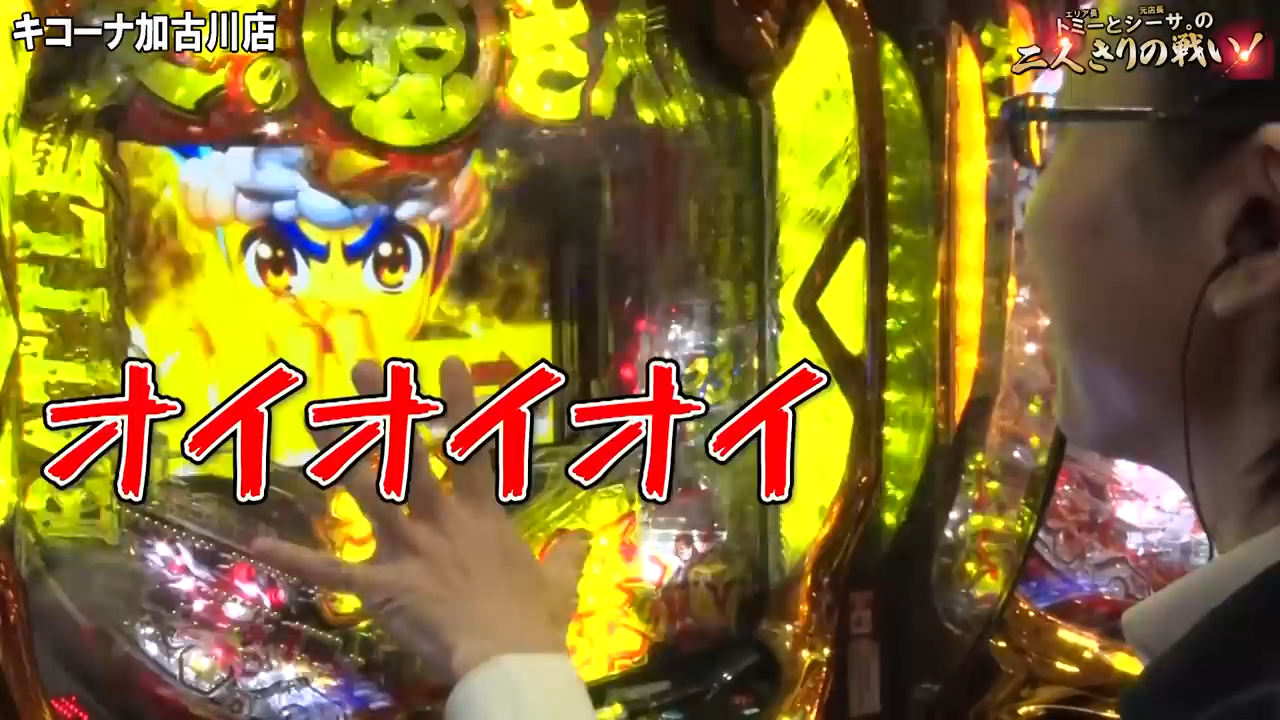 キコーナ加古川店
エリア長 元店長
トミーとシーサ。の
二人きりの戦い
オイオイオイ